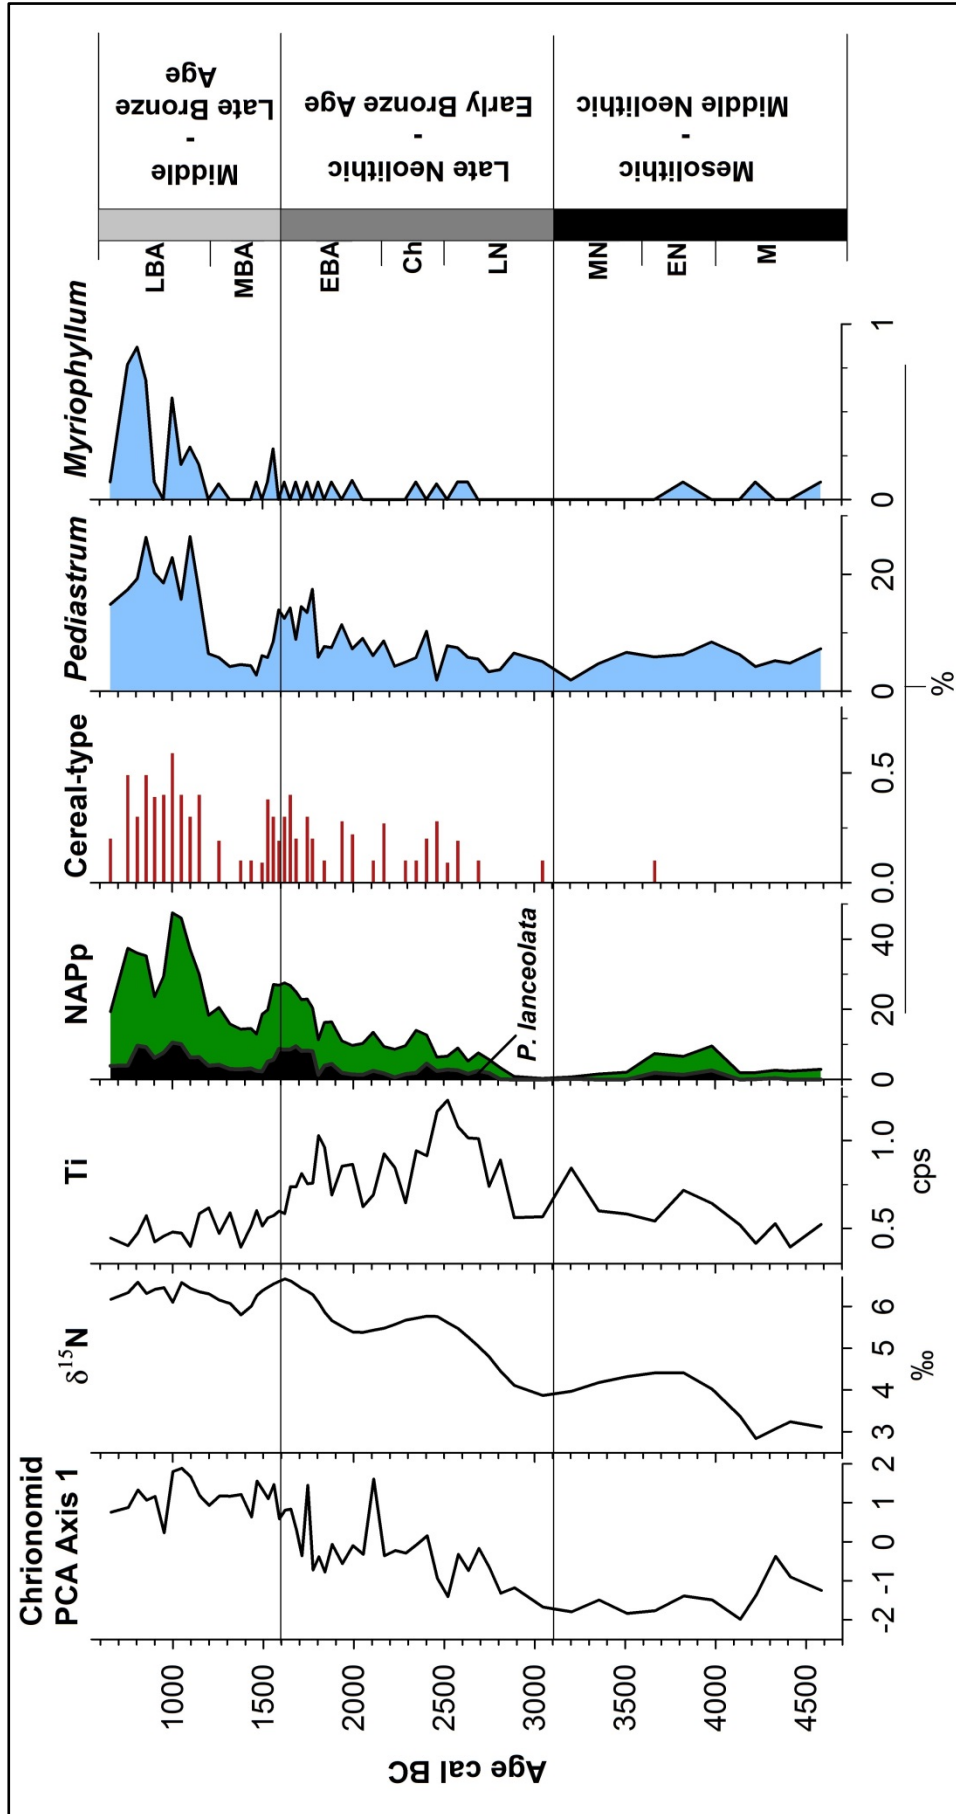 Chrionomid
PCA Axis 1
δ15N
Ti
NAPp
Cereal-type
Pediastrum
Myriophyllum
P. lanceolata
Age cal BC
1000
1500
2000
2500
3000
3500
4000
4500
-2 -1 0 1 2
3 4 5 6
‰
0.5 1.0
cps
0 20 40
0.0 0.5
0 20
0 1
%
LBA
MBA
EBA
Ch
LN
MN
EN
M
Middle
-
Late Bronze
Age
Late Neolithic
-
Early Bronze Age
Mesolithic
-
Middle Neolithic